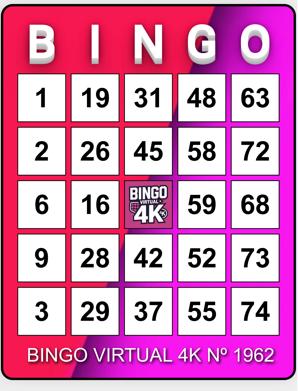 B I N G O
1 19 31 48 63
2 26 45 58 72
6 16 BINGO VIRTUAL 4K 59 68
9 28 42 52 73
3 29 37 55 74
BINGO VIRTUAL 4K Nº 1962